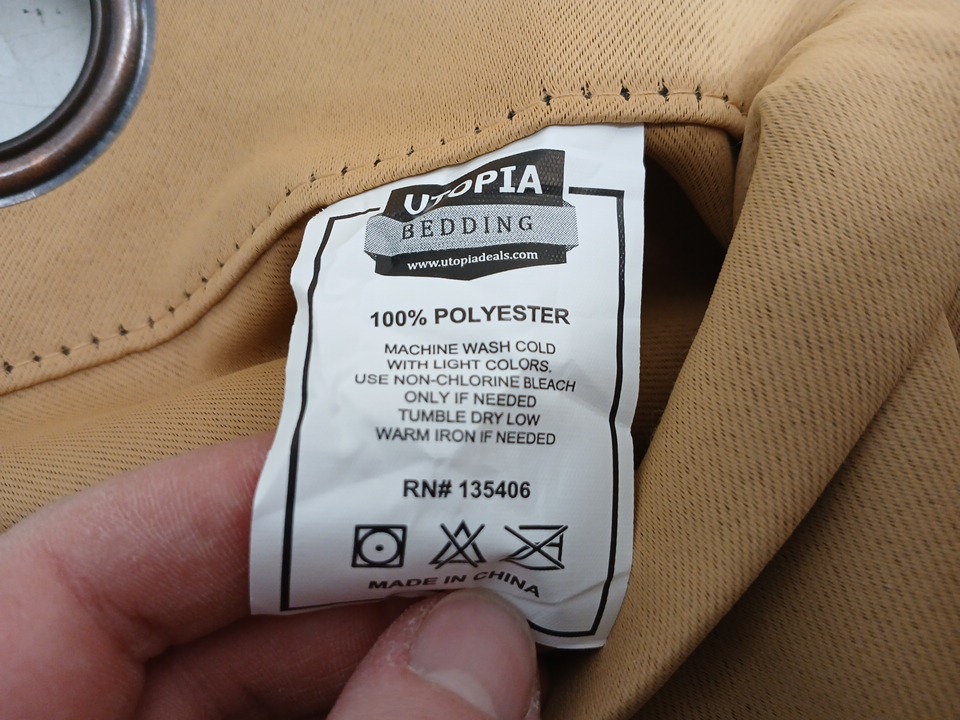 UTOPIA
BEDDING
www.utopiadeals.com
100% POLYESTER
MACHINE WASH COLD
WITH LIGHT COLORS.
USE NON-CHLORINE BLEACH
ONLY IF NEEDED
TUMBLE DRY LOW
WARM IRON IF NEEDED
RN# 135406
MADE IN CHINA